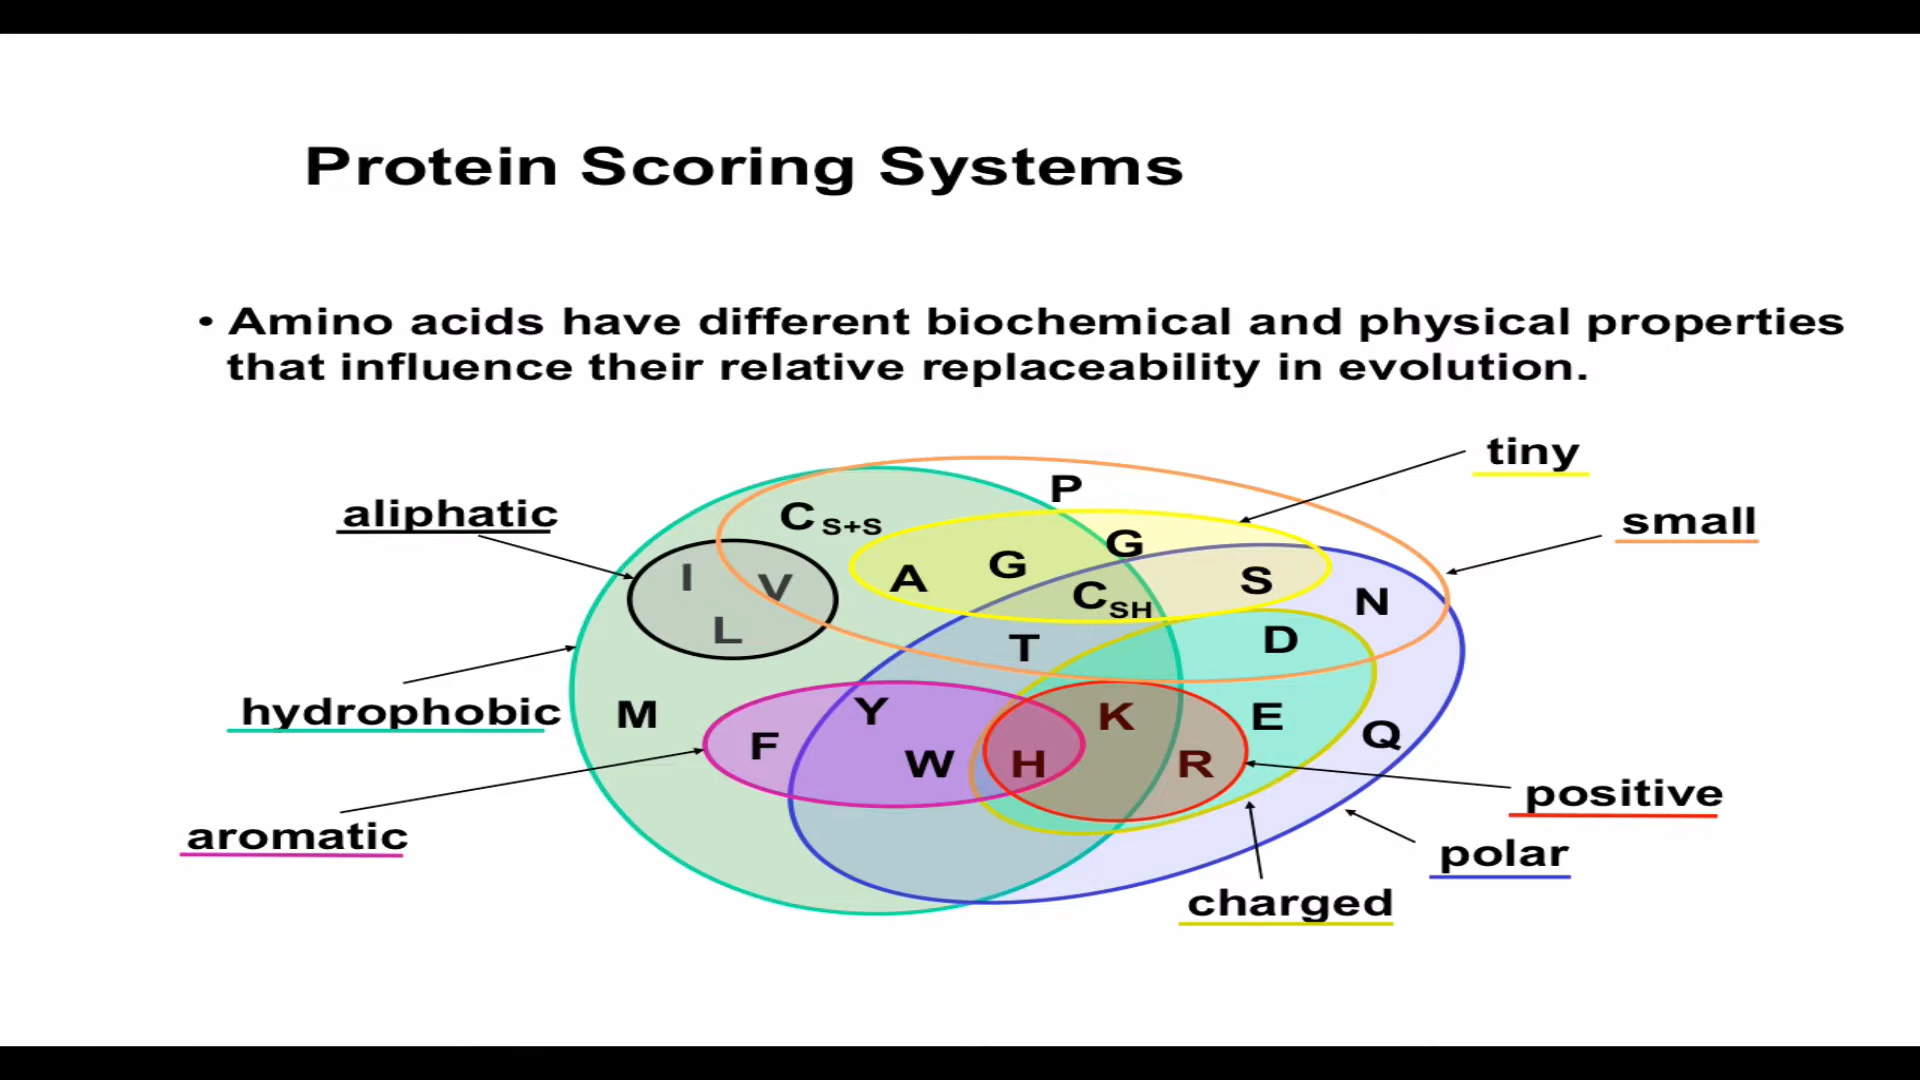 Protein Scoring Systems
• Amino acids have different biochemical and physical properties
that influence their relative replaceability in evolution.
tiny
P
aliphatic
C S+S
small
G
I
V
A
G
CSH
S
N
L
T
D
hydrophobic
M
Y
K
E
F
W
H
R
Q
positive
aromatic
polar
charged